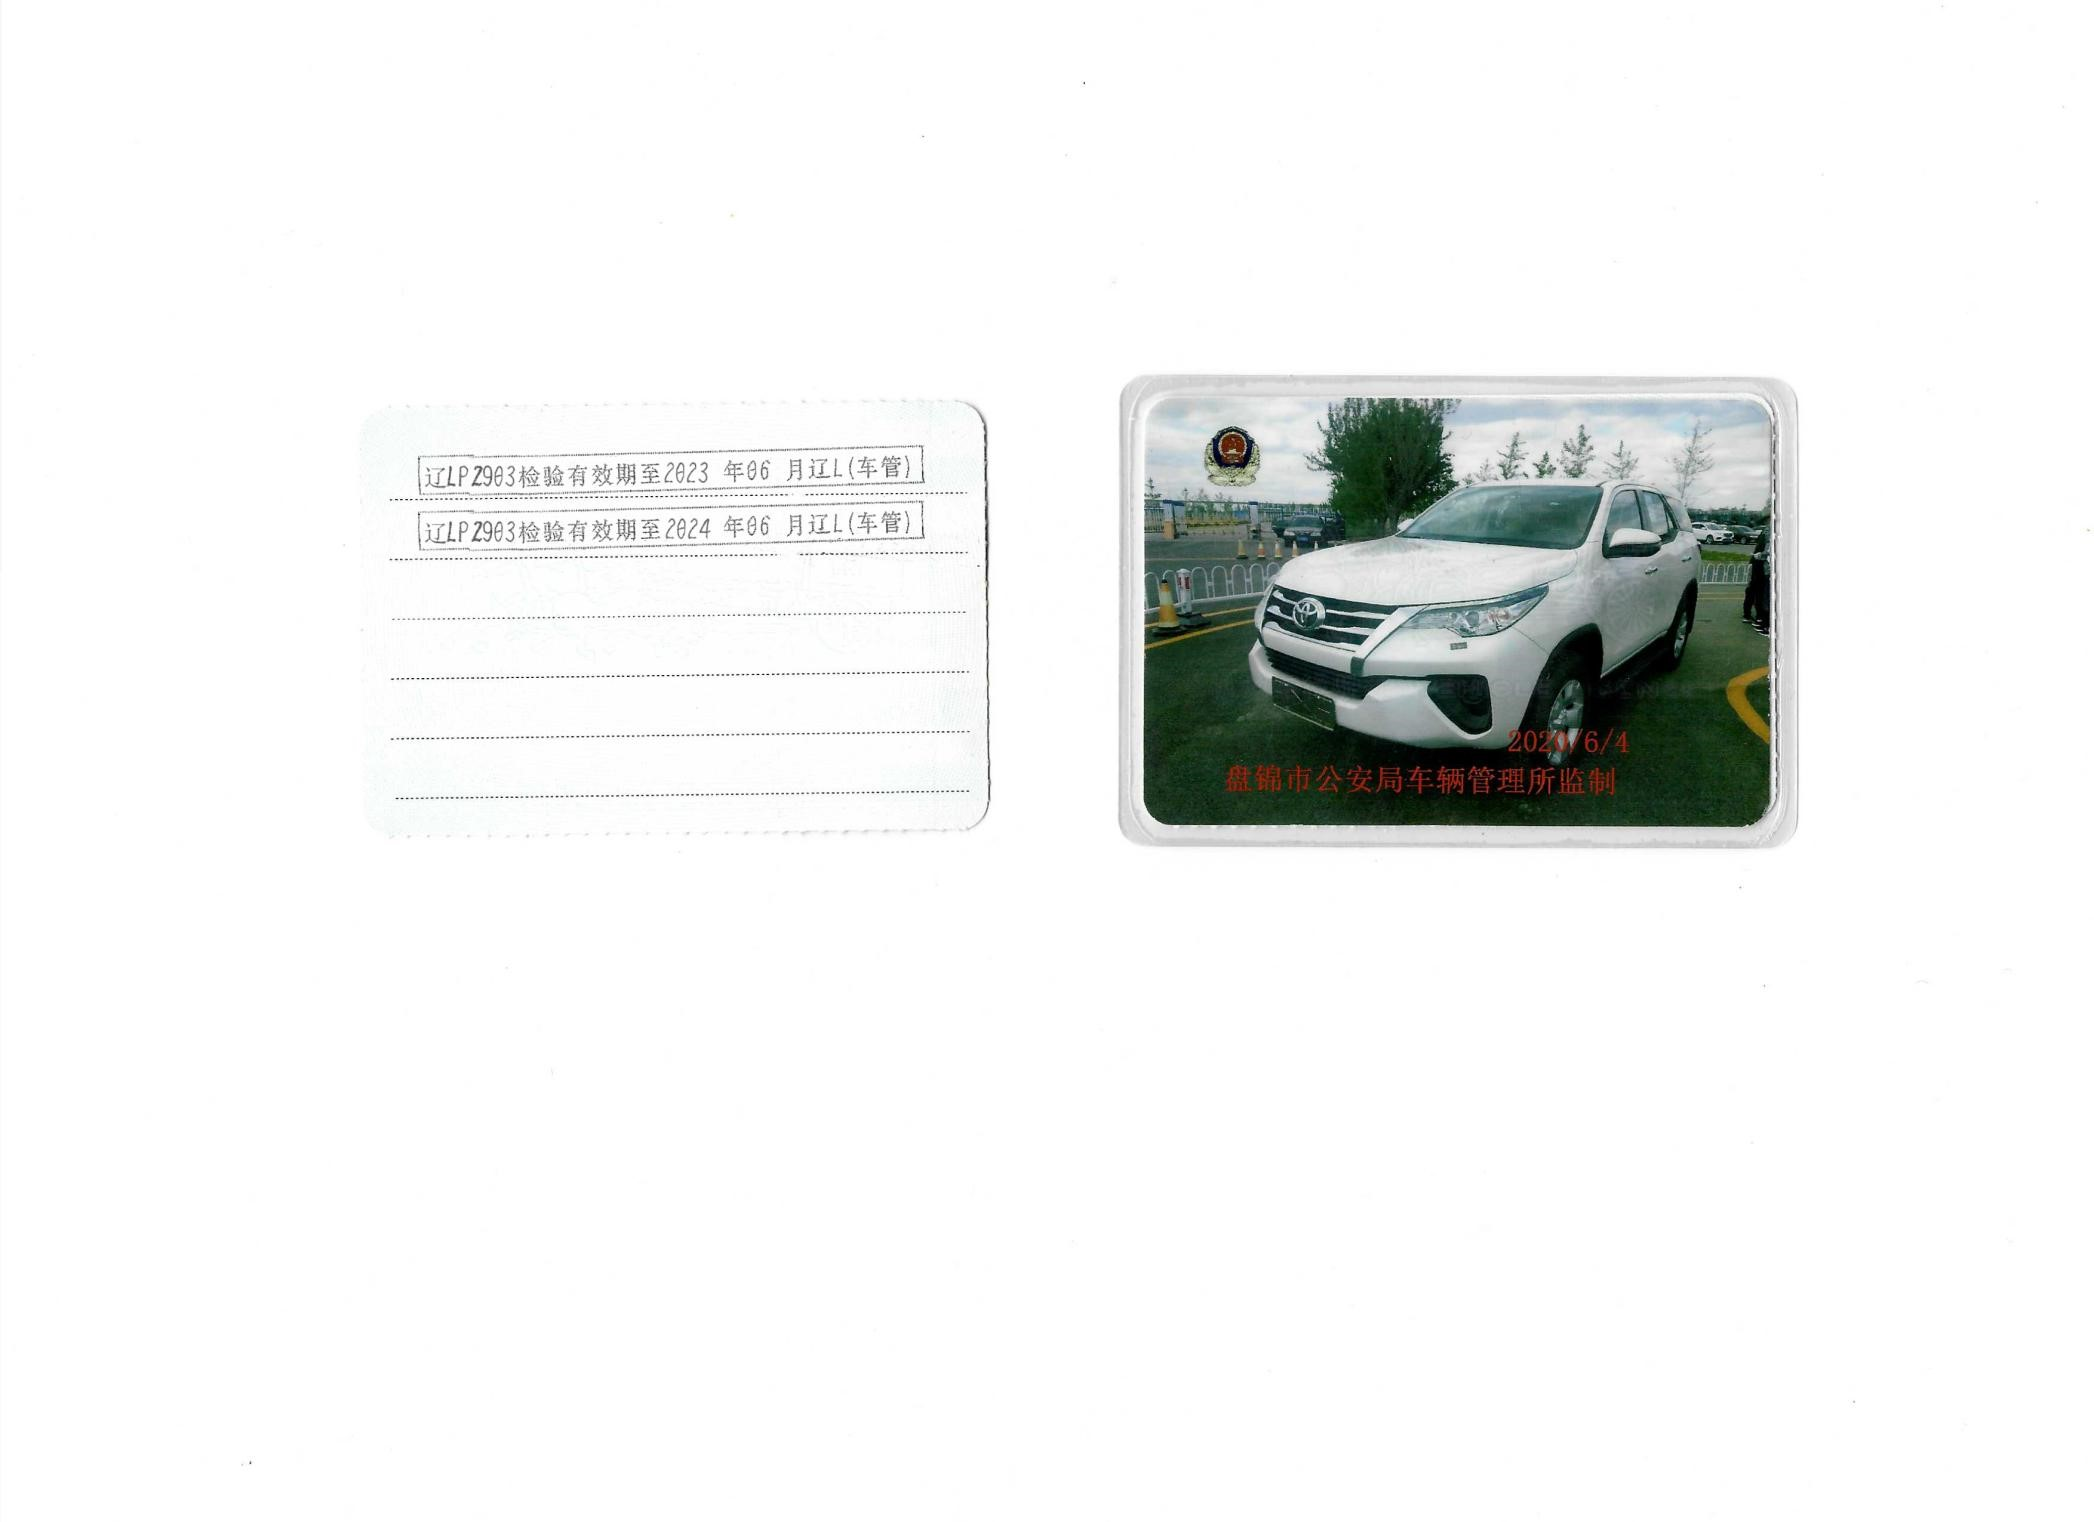 辽LPZ903检验有效期至2023 年06 月辽L(车管)
辽LPZ903检验有效期至2024 年06 月辽L(车管)
2020/6/4
盘锦市公安局车辆管理所监制